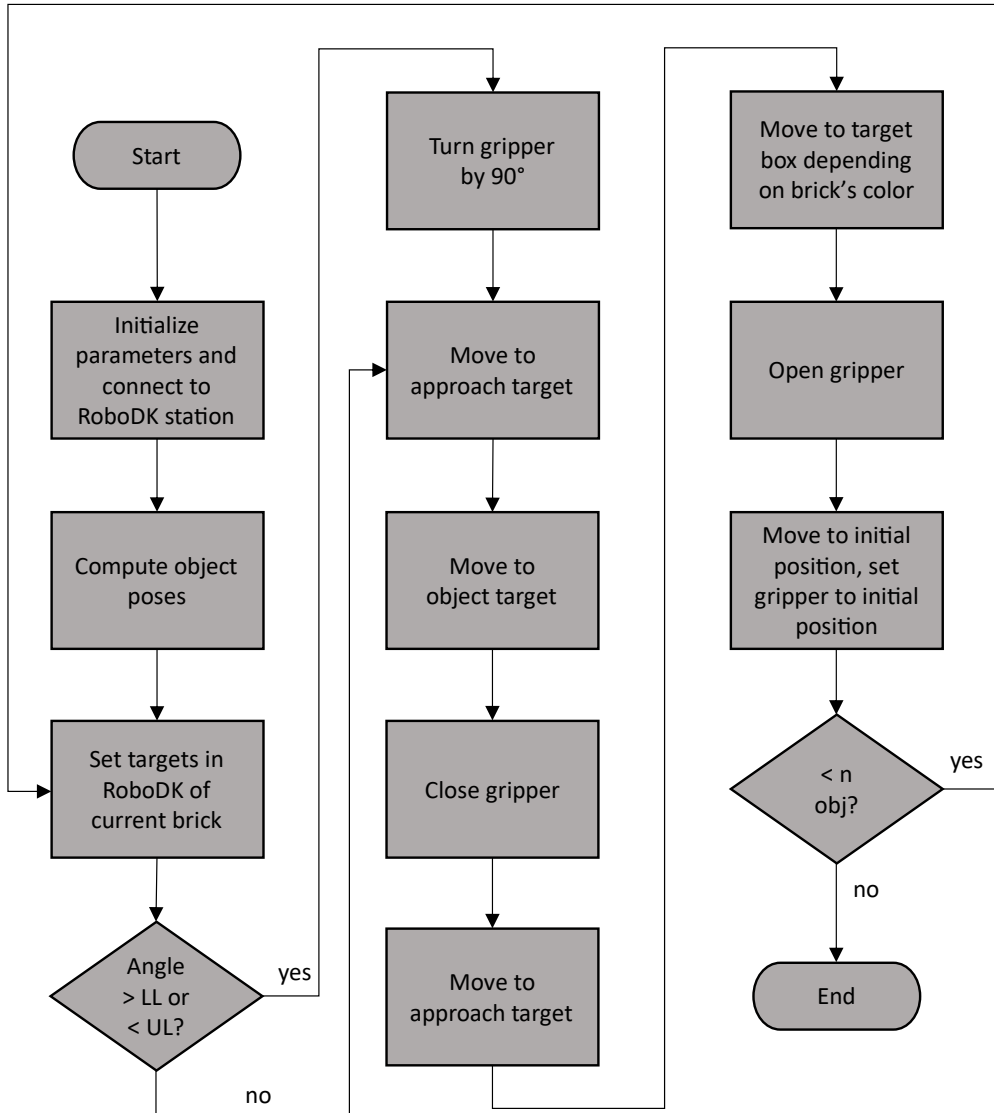 Start
Initialize
parameters and
connect to
RoboDK station
Compute object
poses
Set targets in
RoboDK of
current brick
Angle
> LL or
< UL?
yes
no
Turn gripper
by 90°
Move to
approach target
Move to
object target
Close gripper
Move to
approach target
Move to target
box depending
on brick’s color
Open gripper
Move to initial
position, set
gripper to initial
position
< n
obj?
yes
no
End